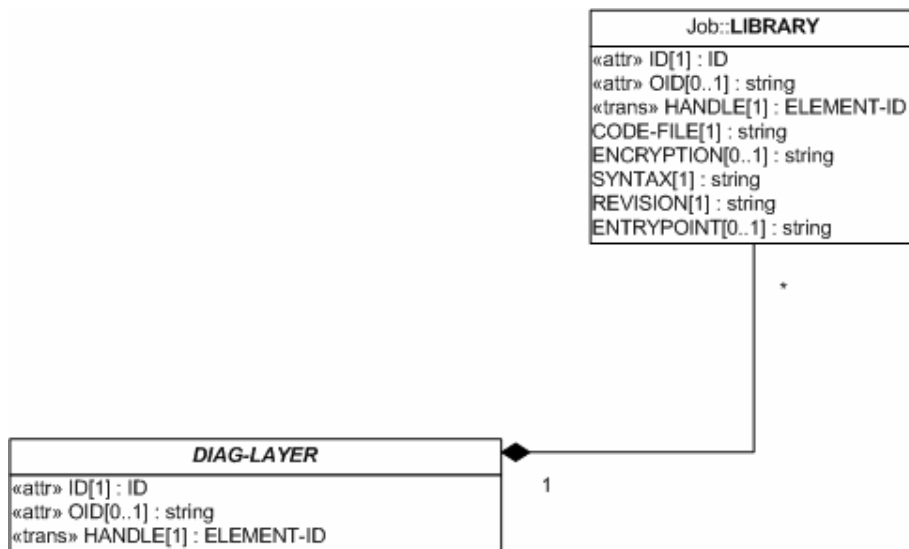 Job::LIBRARY
«attr» ID[1] : ID
«attr» OID[0..1] : string
«trans» HANDLE[1] : ELEMENT-ID
CODE-FILE[1] : string
ENCRYPTION[0..1] : string
SYNTAX[1] : string
REVISION[1] : string
ENTRYPOINT[0..1] : string
*
DIAG-LAYER
1
«attr» ID[1] : ID
«attr» OID[0..1] : string
«trans» HANDLE[1] : ELEMENT-ID